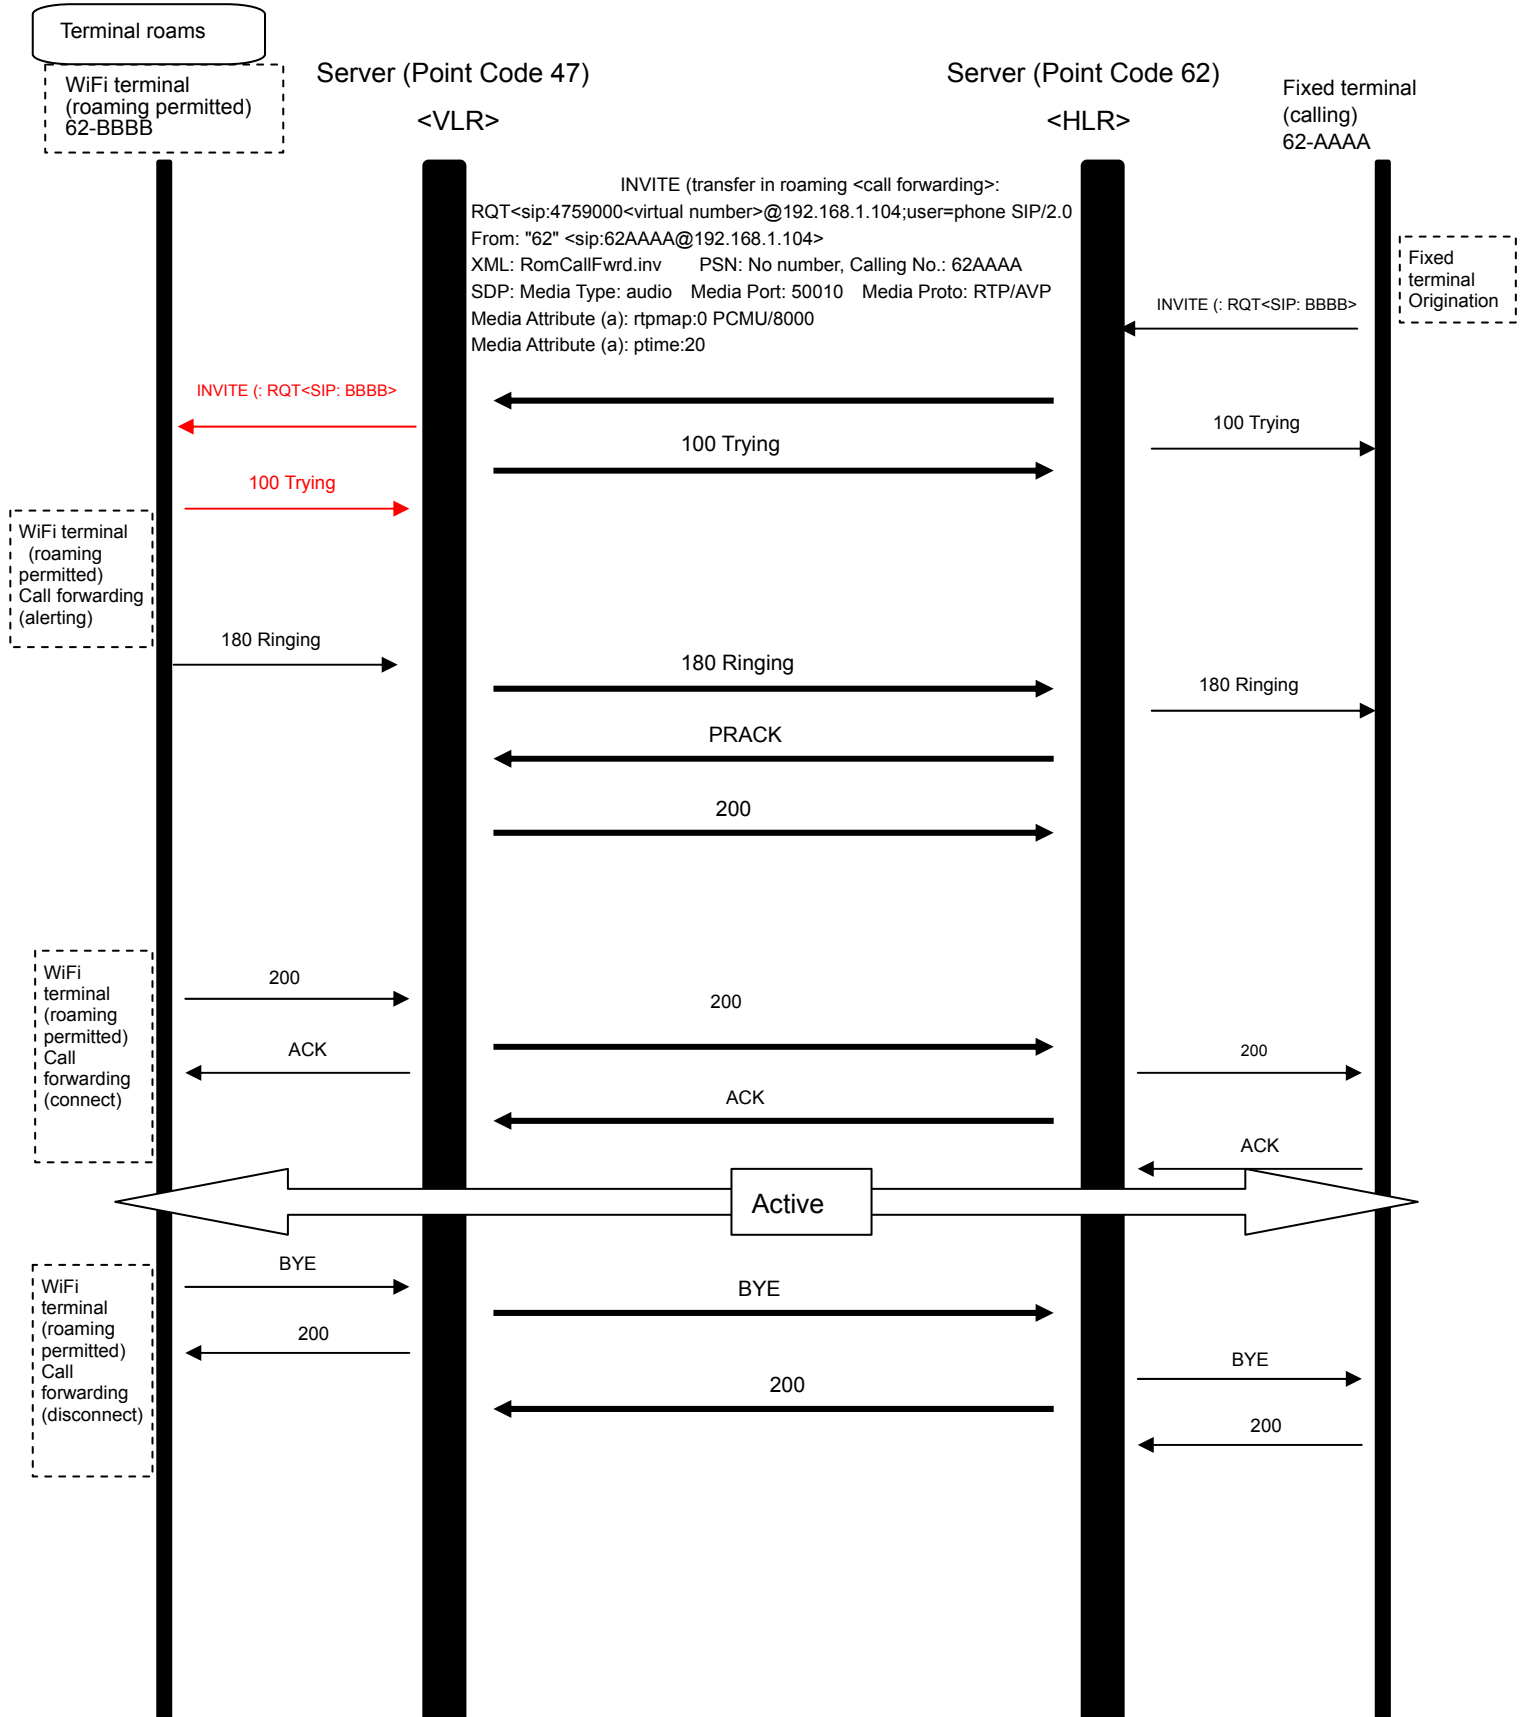 Terminal roams
WiFi terminal
(roaming permitted)
62-BBBB
Server (Point Code 47)
<VLR>
Server (Point Code 62)
<HLR>
Fixed terminal
(calling)
62-AAAA
INVITE (transfer in roaming <call forwarding>:
RQT<sip:4759000<virtual number>@192.168.1.104;user=phone SIP/2.0
From: "62" <sip:62AAAA@192.168.1.104>
XML: RomCallFwrd.inv PSN: No number, Calling No.: 62AAAA
SDP: Media Type: audio Media Port: 50010 Media Proto: RTP/AVP
Media Attribute (a): rtpmap:0 PCMU/8000
Media Attribute (a): ptime:20
Fixed
terminal
Origination
INVITE (: RQT<SIP: BBBB>
INVITE (: RQT<SIP: BBBB>
100 Trying
100 Trying
100 Trying
WiFi terminal
(roaming
permitted)
Call forwarding
(alerting)
180 Ringing
180 Ringing
180 Ringing
PRACK
200
WiFi
terminal
(roaming
permitted)
Call
forwarding
(connect)
200
200
ACK
200
ACK
ACK
Active
WiFi
terminal
(roaming
permitted)
Call
forwarding
(disconnect)
BYE
BYE
200
BYE
200
200